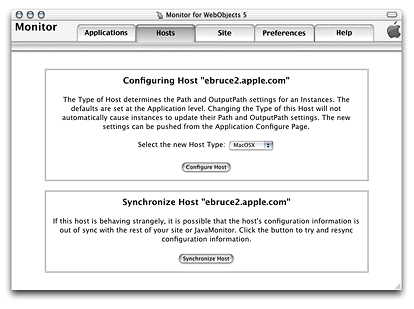 Monitor for WebObjects 5
Monitor
Applications
Hosts
Site
Preferences
Help
Configuring Host "ebruce2.apple.com"
The Type of Host determines the Path and OutputPath settings for an Instances. The
defaults are set at the Application level. Changing the Type of this Host will not
automatically cause instances to update their Path and OutputPath settings. The new
settings can be pushed from the Application Configure Page.
Select the new Host Type: MacOSX
Configure Host
Synchronize Host "ebruce2.apple.com"
If this host is behaving strangely, it is possible that the host's configuration information is
out of sync with the rest of your site or JavaMonitor. Click the button to try and resync
configuration information.
Synchronize Host